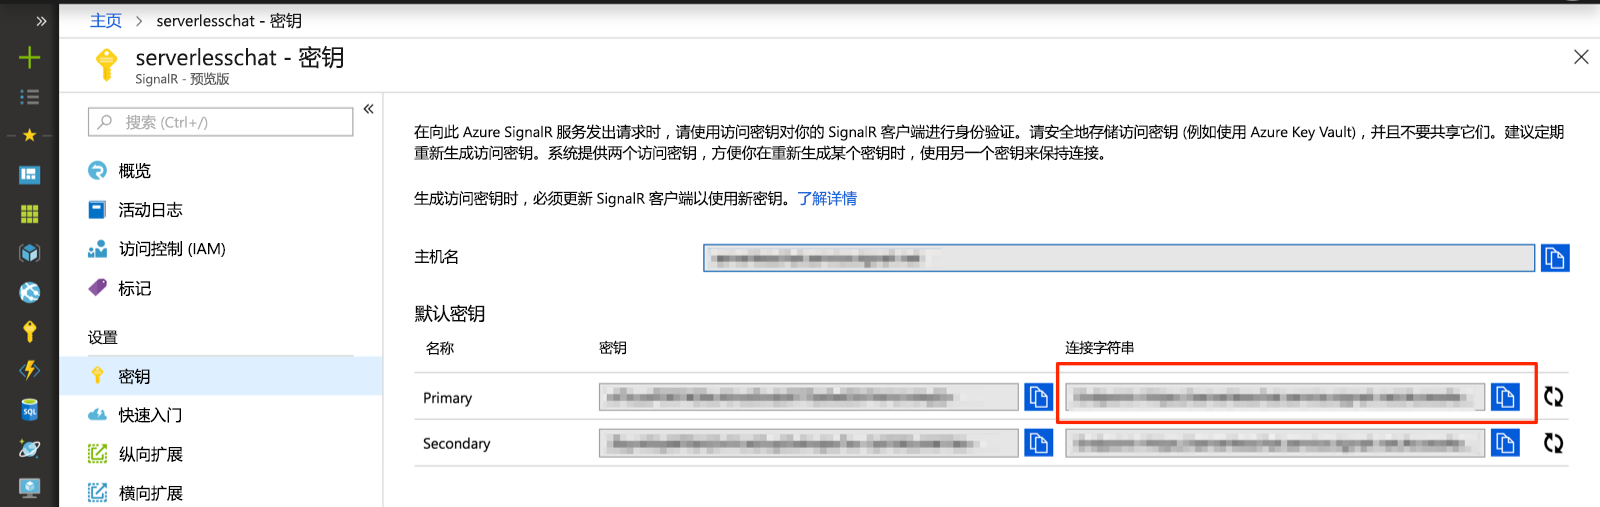 主页 > serverlesschat - 密钥
serverlesschat - 密钥
SignalR - 预览版
搜索 (Ctrl+/)
概览
活动日志
访问控制 (IAM)
标记
设置
密钥
快速入门
纵向扩展
横向扩展
在向此 Azure SignalR 服务发出请求时，请使用访问密钥对你的 SignalR 客户端进行身份验证。请安全地存储访问密钥 (例如使用 Azure Key Vault)，并且不要共享它们。建议定期
重新生成访问密钥。系统提供两个访问密钥，方便你在重新生成某个密钥时，使用另一个密钥来保持连接。
生成访问密钥时，必须更新 SignalR 客户端以使用新密钥。了解详情
主机名
默认密钥
名称 密钥 连接字符串
Primary
Secondary
SQL